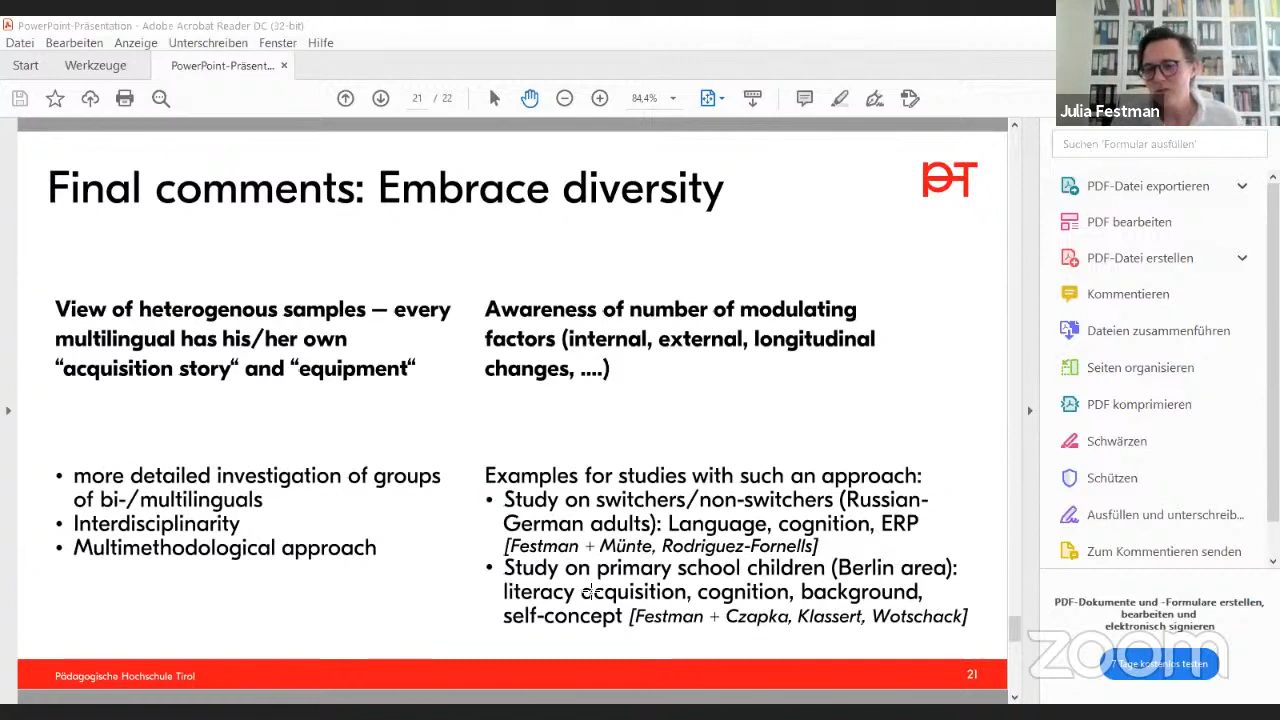 PowerPoint-Präsentation - Adobe Acrobat Reader DC (32-bit)
Datei Bearbeiten Anzeige Unterschreiben Fenster Hilfe
Start Werkzeuge PowerPoint-Präsent... ×
21 / 22 84,4%
Julia Festman
Final comments: Embrace diversity
PT
View of heterogenous samples – every
multilingual has his/her own
“acquisition story“ and “equipment“
• more detailed investigation of groups
of bi-/multilinguals
• Interdisciplinarity
• Multimethodological approach
Awareness of number of modulating
factors (internal, external, longitudinal
changes, ....)
Examples for studies with such an approach:
• Study on switchers/non-switchers (Russian-
German adults): Language, cognition, ERP
[Festman + Münte, Rodriguez-Fornells]
• Study on primary school children (Berlin area):
literacy acquisition, cognition, background,
self-concept [Festman + Czapka, Klassert, Wotschack]
Pädagogische Hochschule Tirol
21
Suchen 'Formular ausfüllen'
PDF-Datei exportieren
PDF bearbeiten
PDF-Datei erstellen
Kommentieren
Dateien zusammenführen
Seiten organisieren
PDF komprimieren
Schwärzen
Schützen
Ausfüllen und unterschreib...
Zum Kommentieren senden
PDF-Dokumente und -Formulare erstellen,
bearbeiten und
elektronisch signieren
7 Tage kostenlos testen
zoom